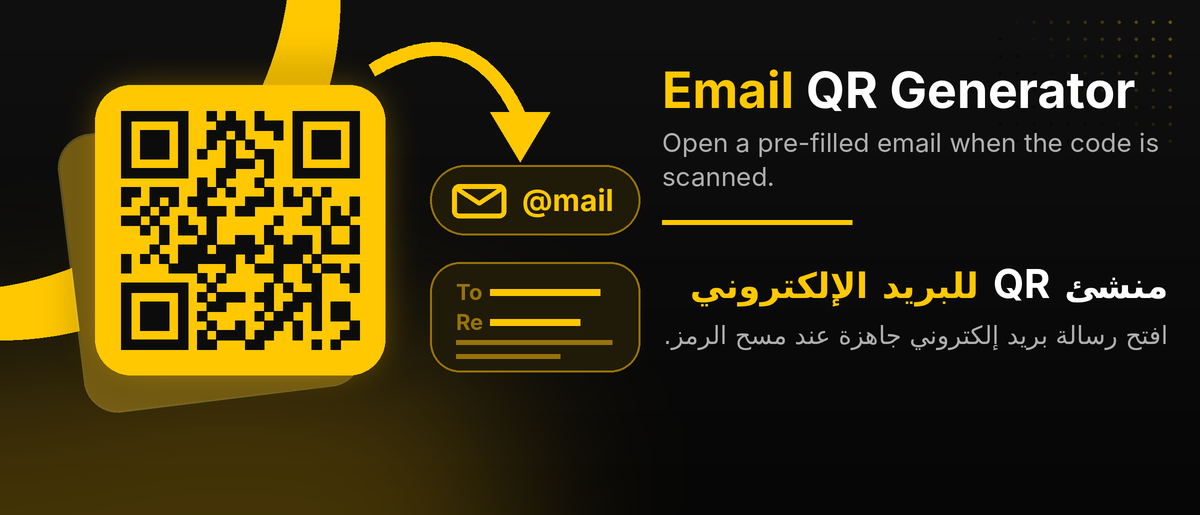 Email QR Generator
Open a pre-filled email when the code is
scanned.
@mail
To
Re
منشئ QR للبريد الإلكتروني
افتح رسالة بريد إلكتروني جاهزة عند مسح الرمز.